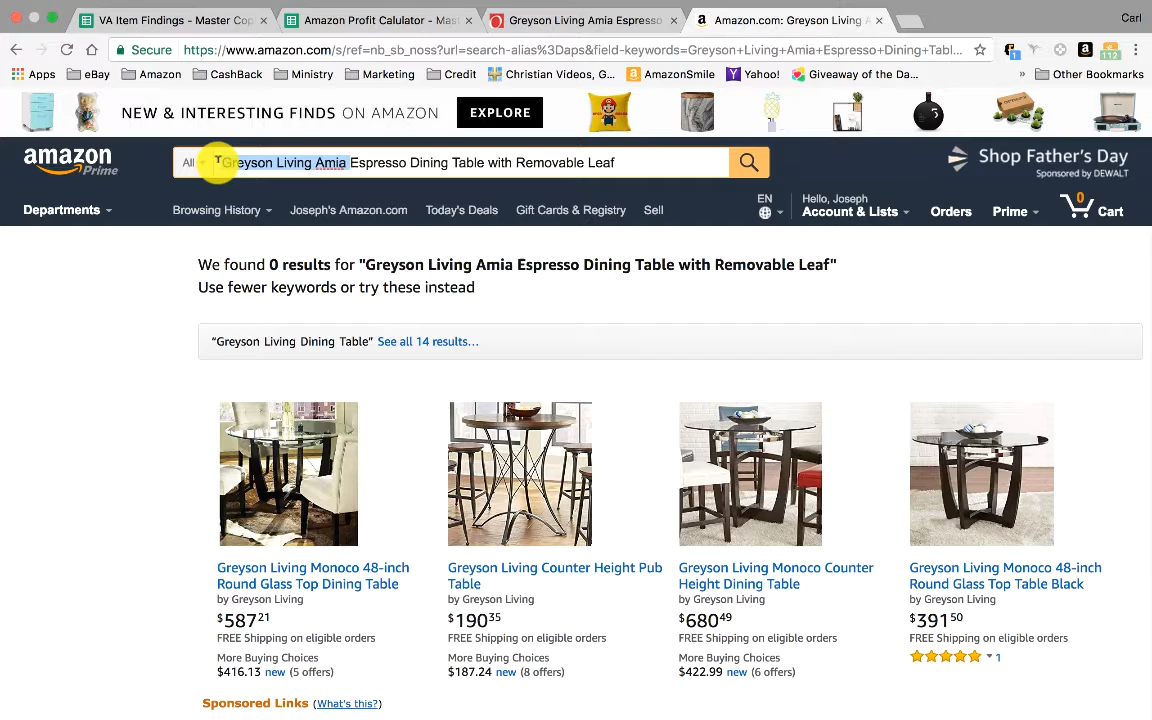 VA Item Findings - Master Cop
Amazon Profit Calulator - Mas
Greyson Living Amia Espresso
Amazon.com: Greyson Living A
Carl
Secure
https://www.amazon.com/s/ref=nb_sb_noss?url=search-alias%3Daps&field-keywords=Greyson+Living+Amia+Espresso+Dining+Tabl...
1
112
Apps
eBay
Amazon
CashBack
Ministry
Marketing
Credit
Christian Videos, G...
AmazonSmile
Yahoo!
Giveaway of the Da...
»
Other Bookmarks
NEW & INTERESTING FINDS ON AMAZON
EXPLORE
amazon Prime
All
Greyson Living Amia Espresso Dining Table with Removable Leaf
Shop Father's Day
Sponsored by DEWALT
Departments
Browsing History
Joseph's Amazon.com
Today's Deals
Gift Cards & Registry
Sell
EN
Hello, Joseph
Account & Lists
Orders
Prime
0
Cart
We found 0 results for "Greyson Living Amia Espresso Dining Table with Removable Leaf"
Use fewer keywords or try these instead
"Greyson Living Dining Table" See all 14 results...
Greyson Living Monoco 48-inch
Round Glass Top Dining Table
by Greyson Living
$587 21
FREE Shipping on eligible orders
More Buying Choices
$416.13 new (5 offers)
Greyson Living Counter Height Pub
Table
by Greyson Living
$190 35
FREE Shipping on eligible orders
More Buying Choices
$187.24 new (8 offers)
Greyson Living Monoco Counter
Height Dining Table
by Greyson Living
$680 49
FREE Shipping on eligible orders
More Buying Choices
$422.99 new (6 offers)
Greyson Living Monoco 48-inch
Round Glass Top Table Black
by Greyson Living
$391 50
FREE Shipping on eligible orders
1
Sponsored Links (What's this?)